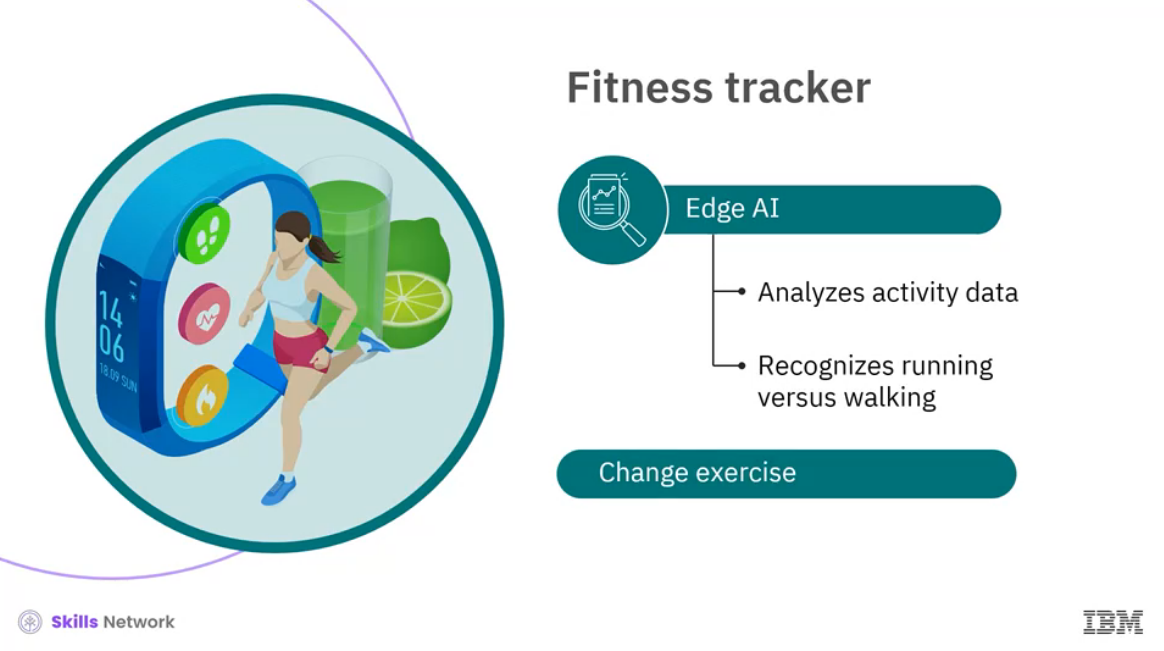 Fitness tracker
Edge AI
Analyzes activity data
Recognizes running
versus walking
Change exercise
14
06
18.09 SUN
Skills Network
IBM